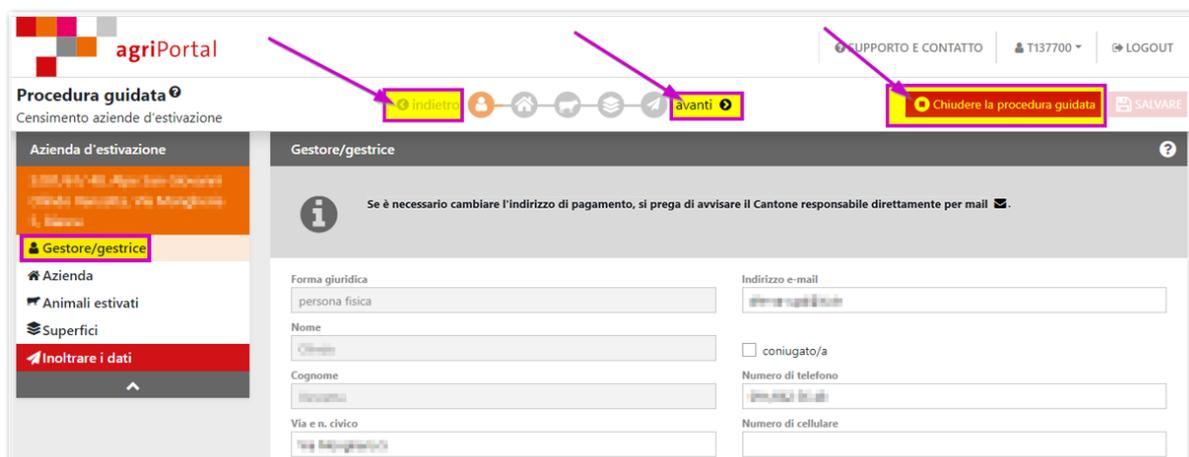 agriPortal
SUPPORTO E CONTATTO
T137700
LOGOUT
Procedura guidata
Censimento aziende d'estivazione
indietro
avanti
Chiudere la procedura guidata
SALVARE
Azienda d'estivazione
Gestore/gestrice
Azienda
Animali estivati
Superfici
Inoltrare i dati
Gestore/gestrice
Se è necessario cambiare l'indirizzo di pagamento, si prega di avvisare il Cantone responsabile direttamente per mail .
Forma giuridica
persona fisica
Indirizzo e-mail
Nome
coniugato/a
Cognome
Numero di telefono
Via e n. civico
Numero di cellulare